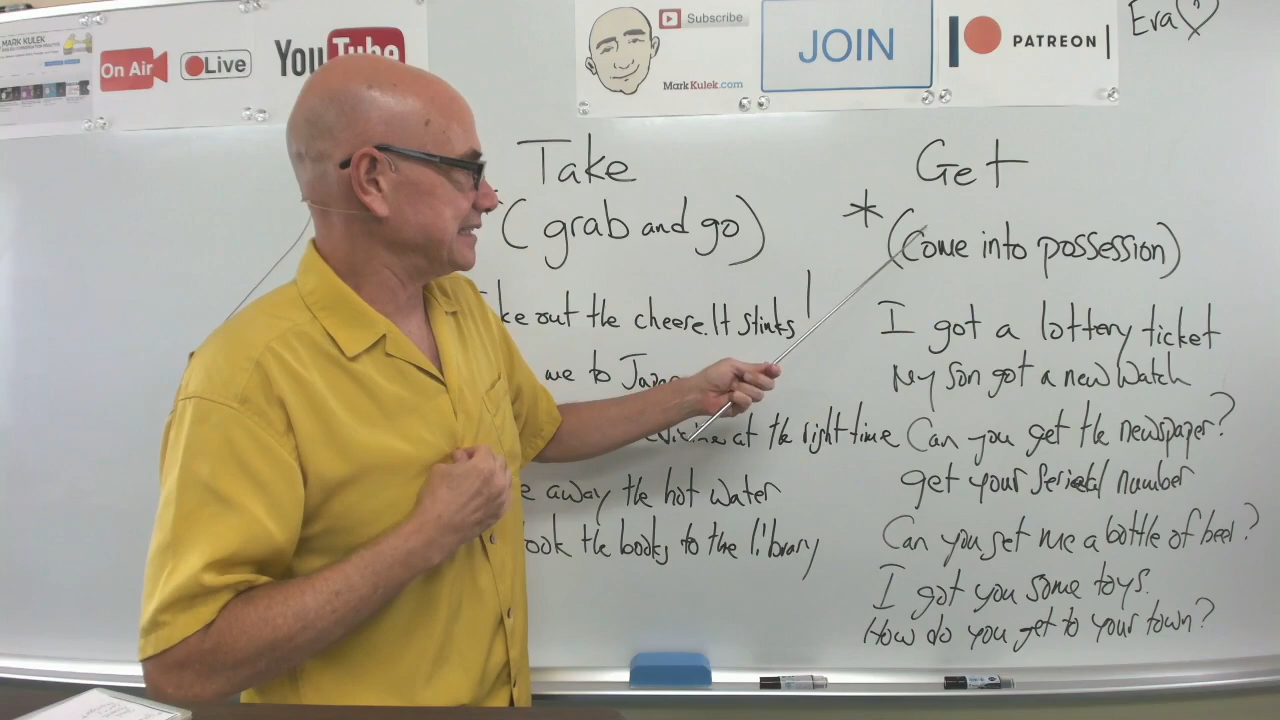 MARK KULEK
On Air
Live
YouTube
Subscribe
MarkKulek.com
JOIN
PATREON
Eva
Take
(grab and go)
ke out the cheese. It stinks!
me to Japa
at the right time
e away the hot water
ook the books to the library
Get
* (Come into possession)
I got a lottery ticket
My son got a new watch
Can you get the newspaper?
get your serieal number
Can you get me a bottle of beer?
I got you some toys.
How do you get to your town?